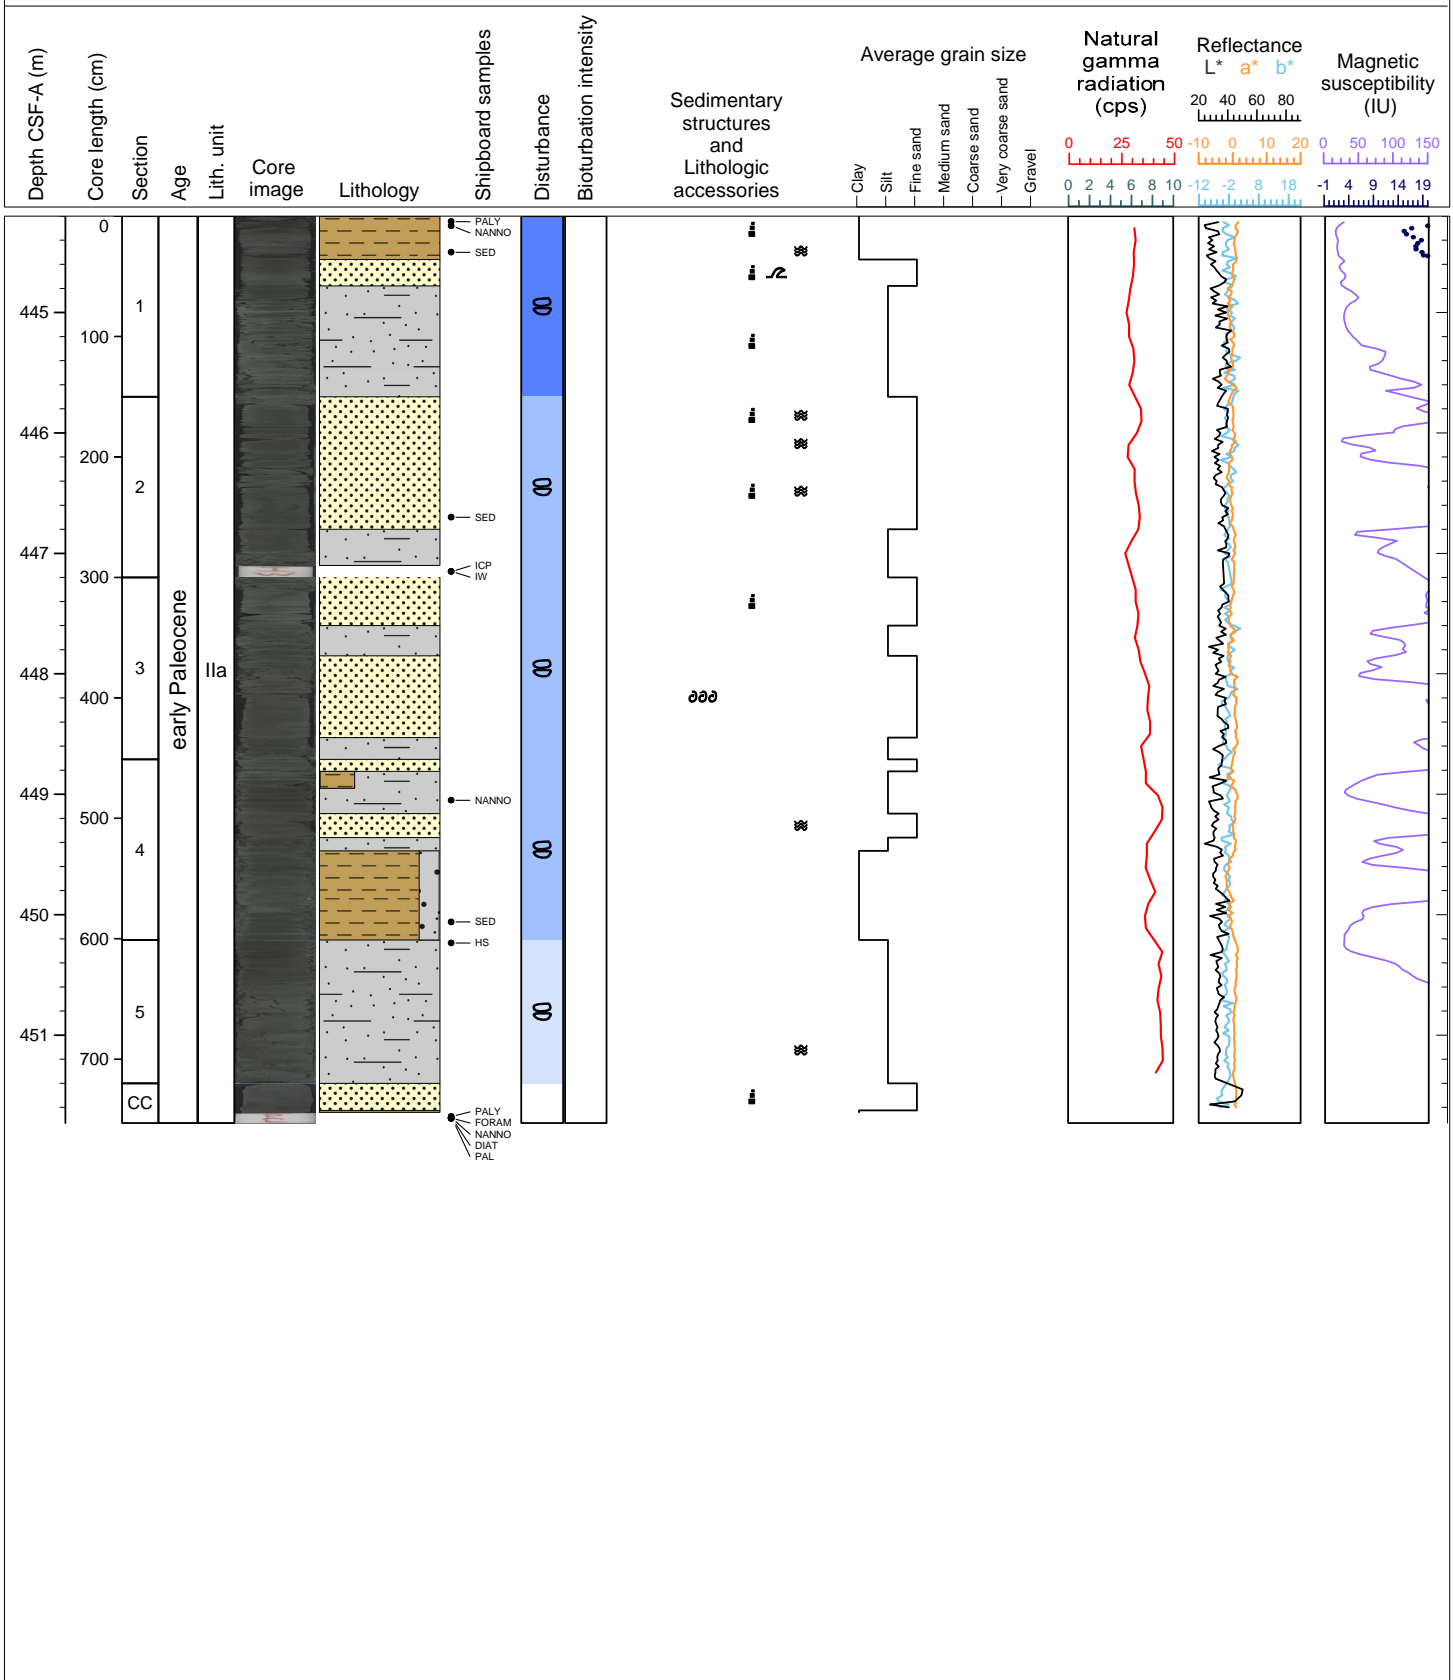 Depth CSF-A (m)
Core length (cm)
Section
Age
Lith. unit
Core
image
Lithology
Shipboard samples
Disturbance
Bioturbation intensity
Sedimentary
structures
and
Lithologic
accessories
Average grain size
Clay
Silt
Fine sand
Medium sand
Coarse sand
Very coarse sand
Gravel
Natural
gamma
radiation
(cps)
0 25 50
0 2 4 6 8 10
Reflectance
L* a* b*
20 40 60 80
-10 0 10 20
-12 -2 8 18
Magnetic
susceptibility
(IU)
0 50 100 150
-1 4 9 14 19
445
446
447
448
449
450
451
0
100
200
300
400
500
600
700
1
2
3
4
5
CC
early Paleocene
IIa
PALY
NANNO
SED
SED
ICP
IW
NANNO
SED
HS
PALY
FORAM
NANNO
DIAT
PAL